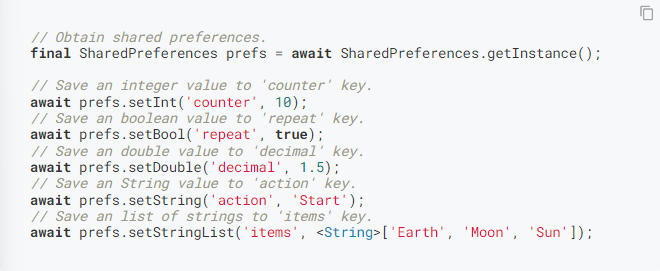 // Obtain shared preferences.
final SharedPreferences prefs = await SharedPreferences.getInstance();

// Save an integer value to 'counter' key.
await prefs.setInt('counter', 10);
// Save an boolean value to 'repeat' key.
await prefs.setBool('repeat', true);
// Save an double value to 'decimal' key.
await prefs.setDouble('decimal', 1.5);
// Save an String value to 'action' key.
await prefs.setString('action', 'Start');
// Save an list of strings to 'items' key.
await prefs.setStringList('items', <String>['Earth', 'Moon', 'Sun']);